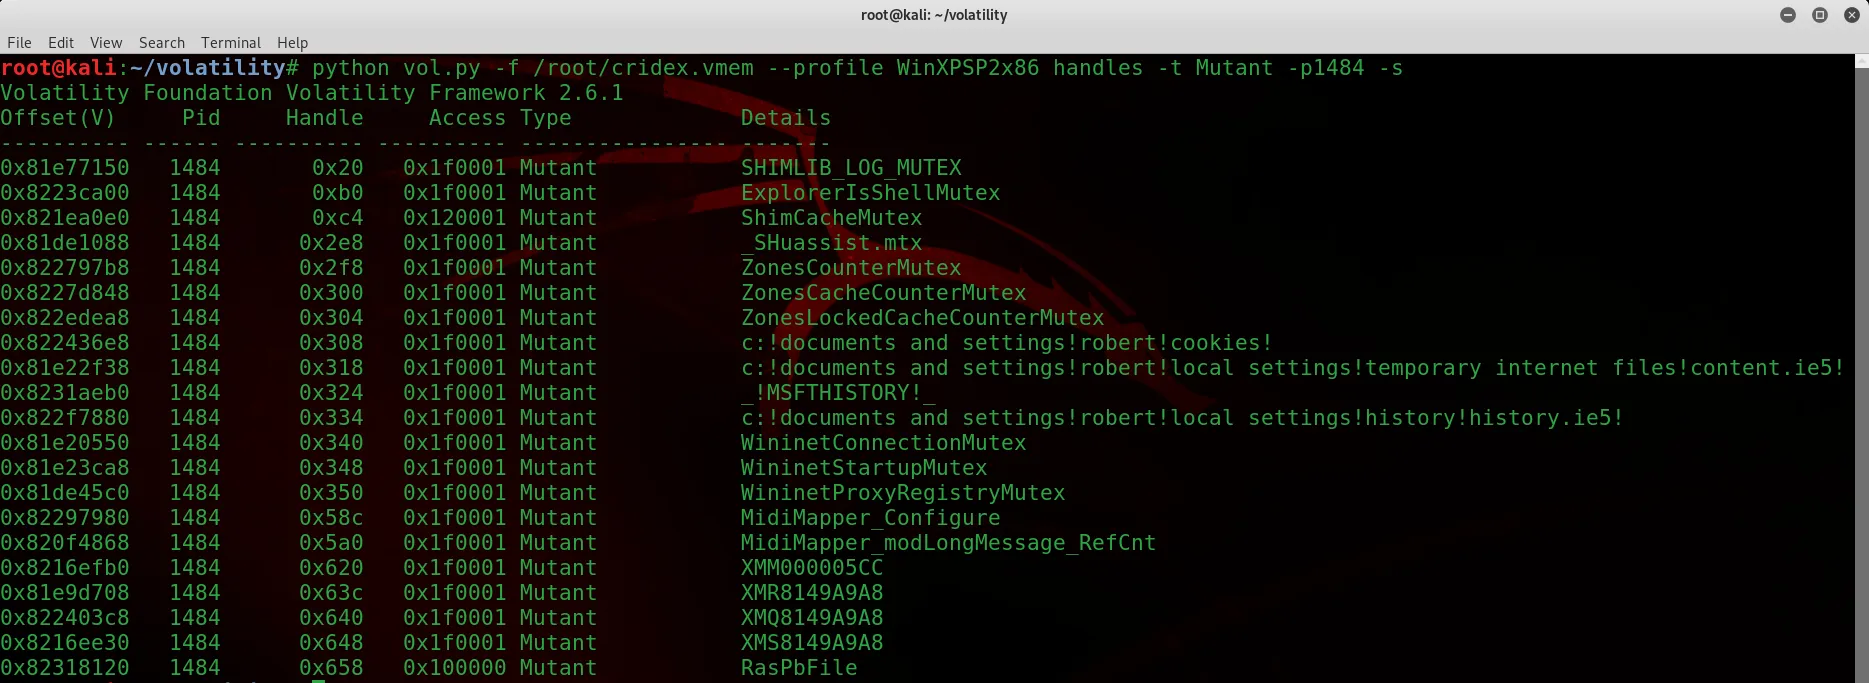 root@kali: ~/volatility
File Edit View Search Terminal Help
root@kali:~/volatility# python vol.py -f /root/cridex.vmem --profile WinXPSP2x86 handles -t Mutant -p1484 -s
Volatility Foundation Volatility Framework 2.6.1
Offset(V)     Pid     Handle     Access Type             Details
---------- ------ ---------- ---------- ---------------- -------
0x81e77150   1484       0x20   0x1f0001 Mutant           SHIMLIB_LOG_MUTEX
0x8223ca00   1484       0xb0   0x1f0001 Mutant           ExplorerIsShellMutex
0x821ea0e0   1484       0xc4   0x120001 Mutant           ShimCacheMutex
0x81de1088   1484      0x2e8   0x1f0001 Mutant           _SHuassist.mtx
0x822797b8   1484      0x2f8   0x1f0001 Mutant           ZonesCounterMutex
0x8227d848   1484      0x300   0x1f0001 Mutant           ZonesCacheCounterMutex
0x822edea8   1484      0x304   0x1f0001 Mutant           ZonesLockedCacheCounterMutex
0x822436e8   1484      0x308   0x1f0001 Mutant           c:!documents and settings!robert!cookies!
0x81e22f38   1484      0x318   0x1f0001 Mutant           c:!documents and settings!robert!local settings!temporary internet files!content.ie5!
0x8231aeb0   1484      0x324   0x1f0001 Mutant           _!MSFTHISTORY!_
0x822f7880   1484      0x334   0x1f0001 Mutant           c:!documents and settings!robert!local settings!history!history.ie5!
0x81e20550   1484      0x340   0x1f0001 Mutant           WininetConnectionMutex
0x81e23ca8   1484      0x348   0x1f0001 Mutant           WininetStartupMutex
0x81de45c0   1484      0x350   0x1f0001 Mutant           WininetProxyRegistryMutex
0x82297980   1484      0x58c   0x1f0001 Mutant           MidiMapper_Configure
0x820f4868   1484      0x5a0   0x1f0001 Mutant           MidiMapper_modLongMessage_RefCnt
0x8216efb0   1484      0x620   0x1f0001 Mutant           XMM000005CC
0x81e9d708   1484      0x63c   0x1f0001 Mutant           XMR8149A9A8
0x822403c8   1484      0x640   0x1f0001 Mutant           XMQ8149A9A8
0x8216ee30   1484      0x648   0x1f0001 Mutant           XMS8149A9A8
0x82318120   1484      0x658   0x100000 Mutant           RasPbFile